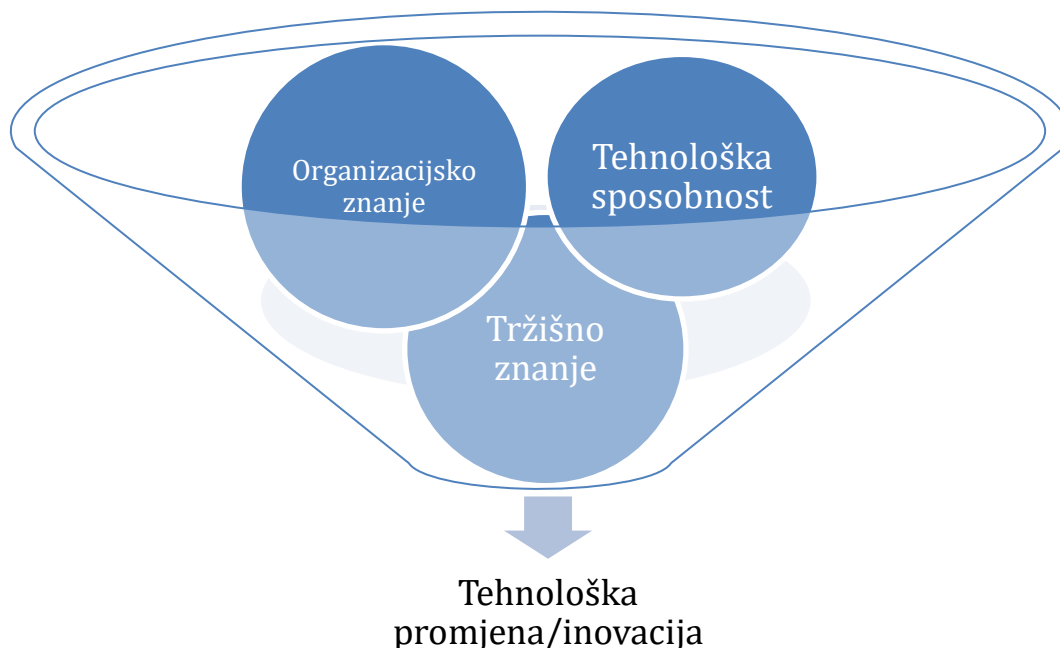 Organizacijsko
znanje
Tehnološka
sposobnost
Tržišno
znanje
Tehnološka
promjena/inovacija